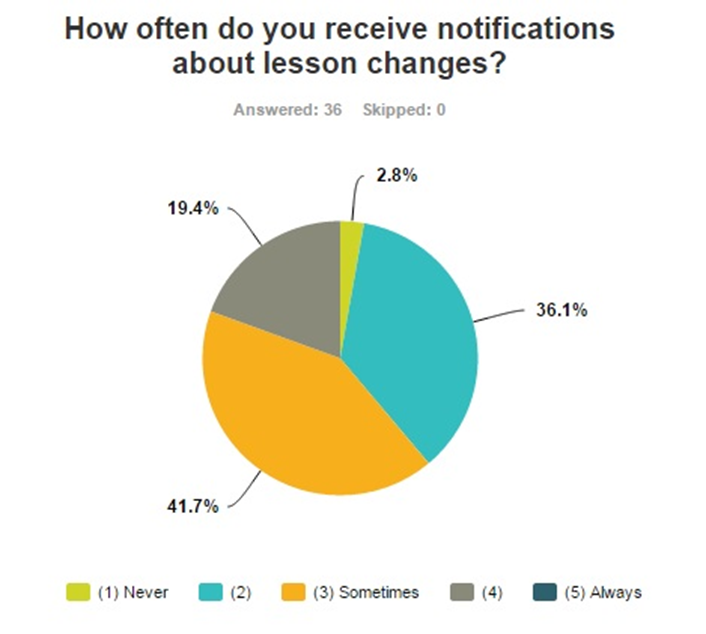 How often do you receive notifications
about lesson changes?
Answered: 36 Skipped: 0
2.8%
19.4%
36.1%
41.7%
(1) Never (2) (3) Sometimes (4) (5) Always